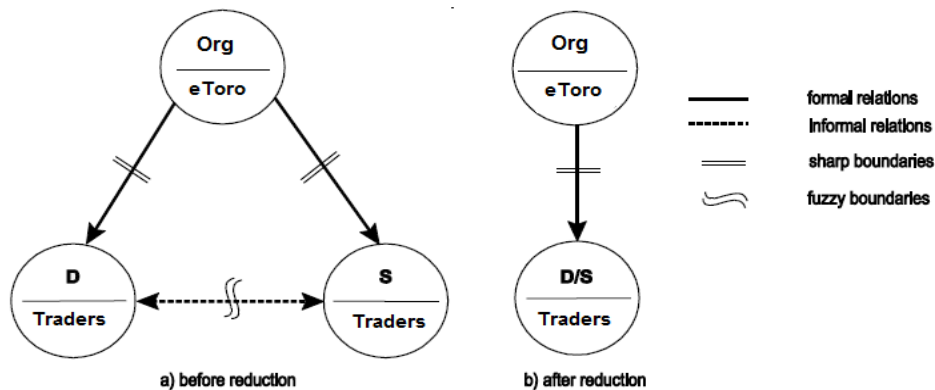 Org
eToro
D
Traders
S
Traders
a) before reduction
Org
eToro
D/S
Traders
b) after reduction
formal relations
informal relations
sharp boundaries
fuzzy boundaries